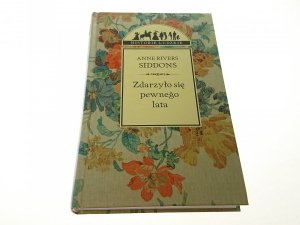 ANNE RIVERS
SIDDONS
Zdarzyło się
pewnego
lata